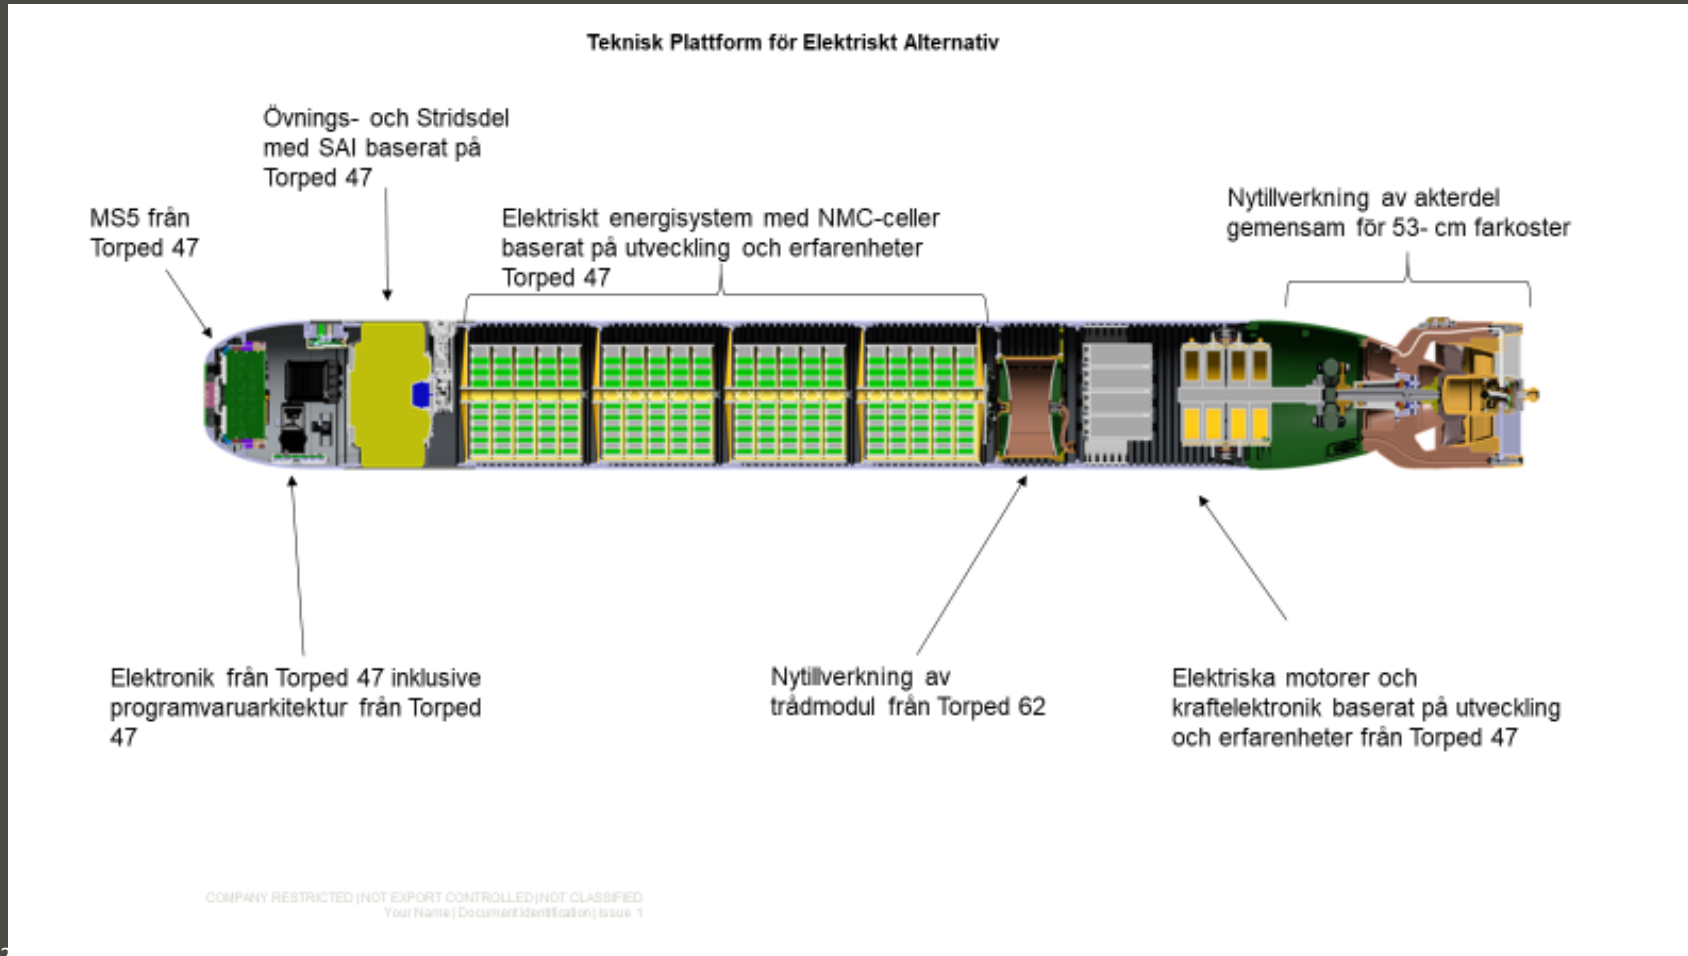 Teknisk Plattform för Elektriskt Alternativ
Övnings- och Stridsdel
med SAI baserat på
Torped 47
MS5 från
Torped 47
Elektriskt energisystem med NMC-celler
baserat på utveckling och erfarenheter
Torped 47
Nytillverkning av akterdel
gemensam för 53- cm farkoster
Elektronik från Torped 47 inklusive
programvaruarkitektur från Torped
47
Nytillverkning av
trådmodul från Torped 62
Elektriska motorer och
kraftelektronik baserat på utveckling
och erfarenheter från Torped 47
COMPANY RESTRICTED | NOT EXPORT CONTROLLED | NOT CLASSIFIED
Your Name | Document Identification | Issue 1